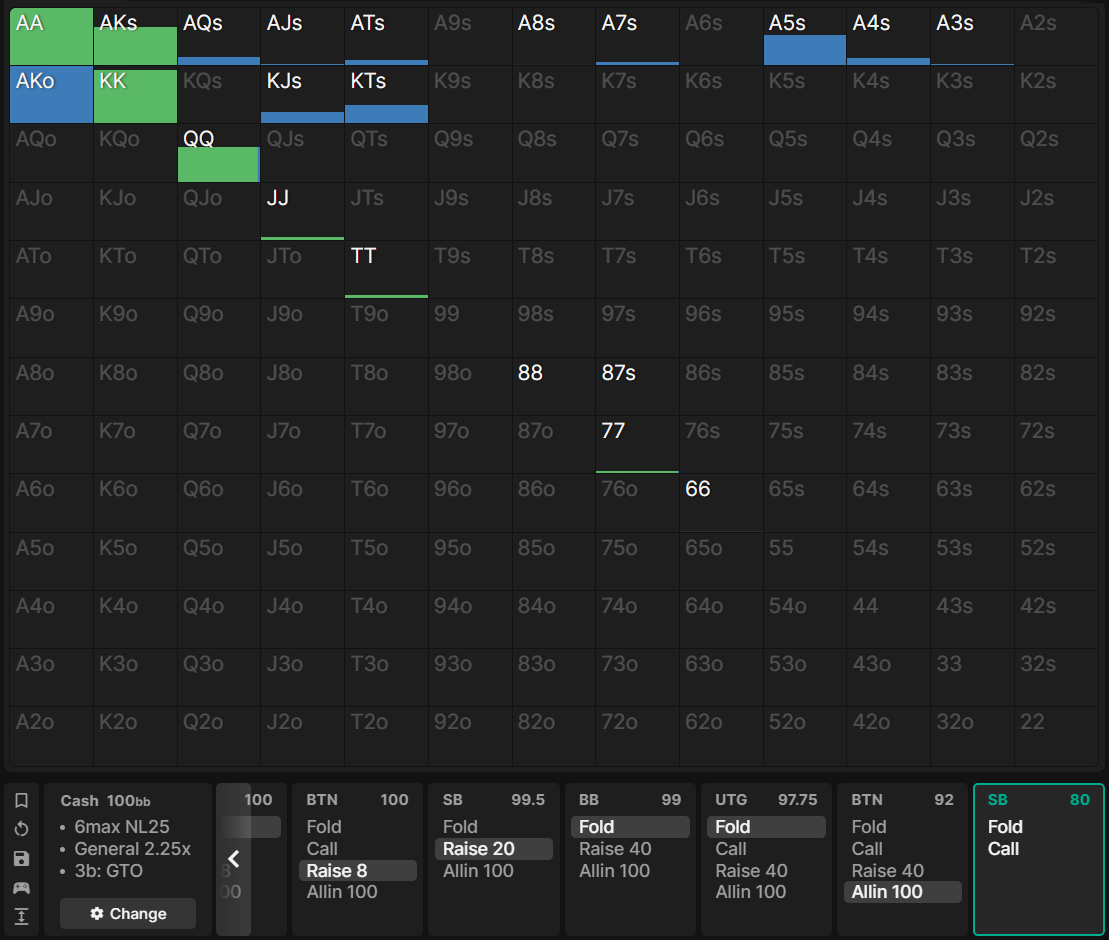 AA AKs AQs AJs ATs A9s A8s A7s A6s A5s A4s A3s A2s
AKo KK KQs KJs KTs K9s K8s K7s K6s K5s K4s K3s K2s
AQo KQo QQ QJs QTs Q9s Q8s Q7s Q6s Q5s Q4s Q3s Q2s
AJo KJo QJo JJ JTs J9s J8s J7s J6s J5s J4s J3s J2s
ATo KTo QTo JTo TT T9s T8s T7s T6s T5s T4s T3s T2s
A9o K9o Q9o J9o T9o 99 98s 97s 96s 95s 94s 93s 92s
A8o K8o Q8o J8o T8o 98o 88 87s 86s 85s 84s 83s 82s
A7o K7o Q7o J7o T7o 97o 87o 77 76s 75s 74s 73s 72s
A6o K6o Q6o J6o T6o 96o 86o 76o 66 65s 64s 63s 62s
A5o K5o Q5o J5o T5o 95o 85o 75o 65o 55 54s 53s 52s
A4o K4o Q4o J4o T4o 94o 84o 74o 64o 54o 44 43s 42s
A3o K3o Q3o J3o T3o 93o 83o 73o 63o 53o 43o 33 32s
A2o K2o Q2o J2o T2o 92o 82o 72o 62o 52o 42o 32o 22
Cash 100bb
• 6max NL25
• General 2.25x
• 3b: GTO
Change
100
8
00
BTN 100
Fold
Call
Raise 8
Allin 100
SB 99.5
Fold
Raise 20
Allin 100
BB 99
Fold
Raise 40
Allin 100
UTG 97.75
Fold
Call
Raise 40
Allin 100
BTN 92
Fold
Call
Raise 40
Allin 100
SB 80
Fold
Call